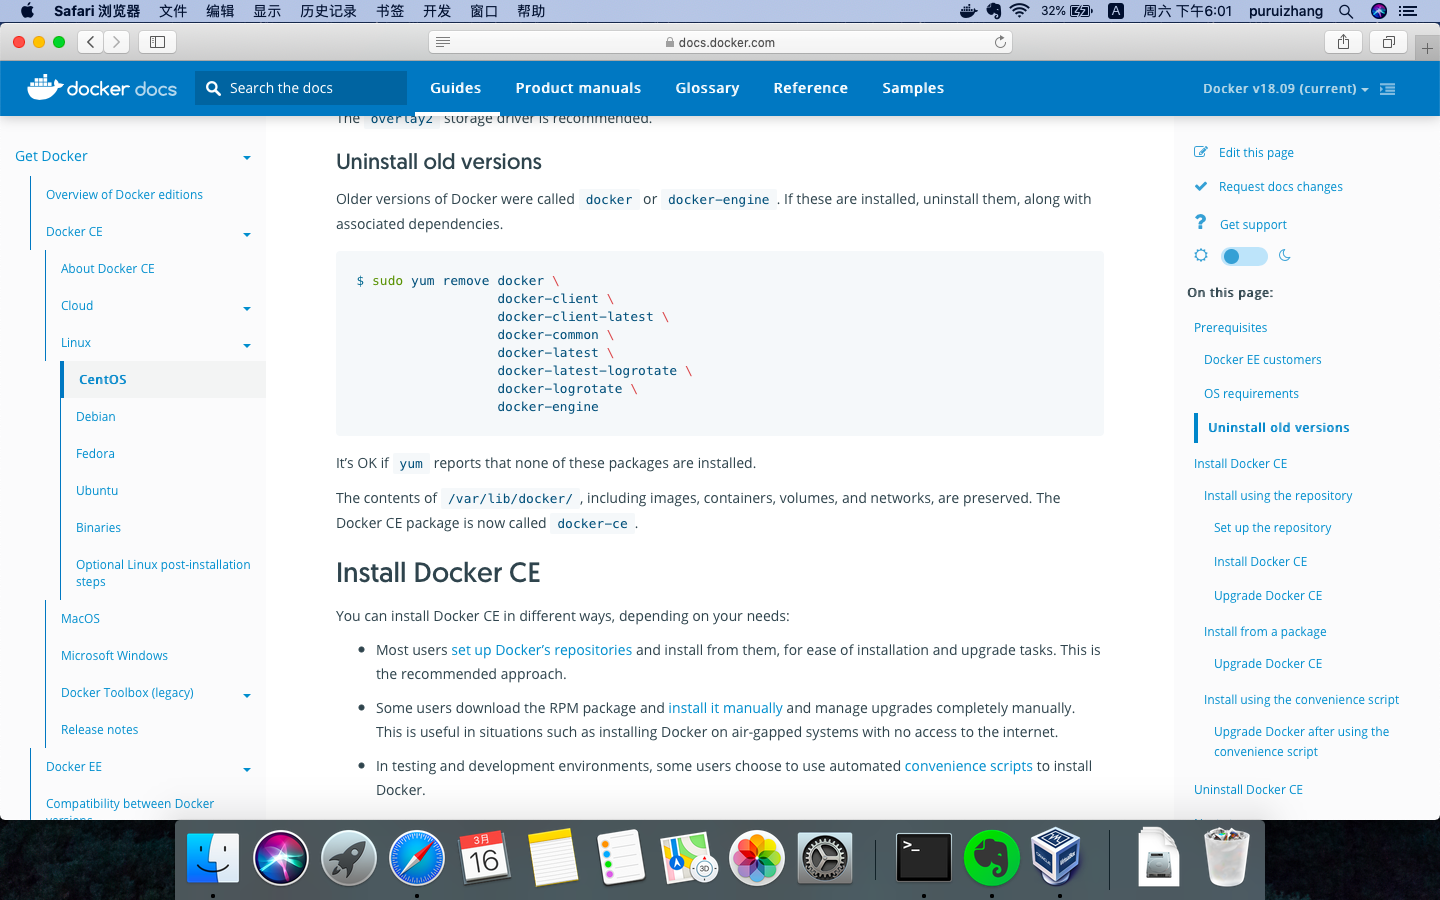 Safari 浏览器 文件 编辑 显示 历史记录 书签 开发 窗口 帮助 32% A 周六 下午6:01 puruizhang
docs.docker.com
docker docs Search the docs Guides Product manuals Glossary Reference Samples Docker v18.09 (current)
Get Docker
Overview of Docker editions
Docker CE
About Docker CE
Cloud
Linux
CentOS
Debian
Fedora
Ubuntu
Binaries
Optional Linux post-installation
steps
MacOS
Microsoft Windows
Docker Toolbox (legacy)
Release notes
Docker EE
Compatibility between Docker
versions
The overlay2 storage driver is recommended.
Uninstall old versions
Older versions of Docker were called docker or docker-engine. If these are installed, uninstall them, along with
associated dependencies.
$ sudo yum remove docker \
docker-client \
docker-client-latest \
docker-common \
docker-latest \
docker-latest-logrotate \
docker-logrotate \
docker-engine
It's OK if yum reports that none of these packages are installed.
The contents of /var/lib/docker/, including images, containers, volumes, and networks, are preserved. The
Docker CE package is now called docker-ce.
Install Docker CE
You can install Docker CE in different ways, depending on your needs:
• Most users set up Docker's repositories and install from them, for ease of installation and upgrade tasks. This is
the recommended approach.
• Some users download the RPM package and install it manually and manage upgrades completely manually.
This is useful in situations such as installing Docker on air-gapped systems with no access to the internet.
• In testing and development environments, some users choose to use automated convenience scripts to install
Docker.
Edit this page
Request docs changes
? Get support
On this page:
Prerequisites
Docker EE customers
OS requirements
Uninstall old versions
Install Docker CE
Install using the repository
Set up the repository
Install Docker CE
Upgrade Docker CE
Install from a package
Upgrade Docker CE
Install using the convenience script
Upgrade Docker after using the
convenience script
Uninstall Docker CE
3月
16
3D
>_